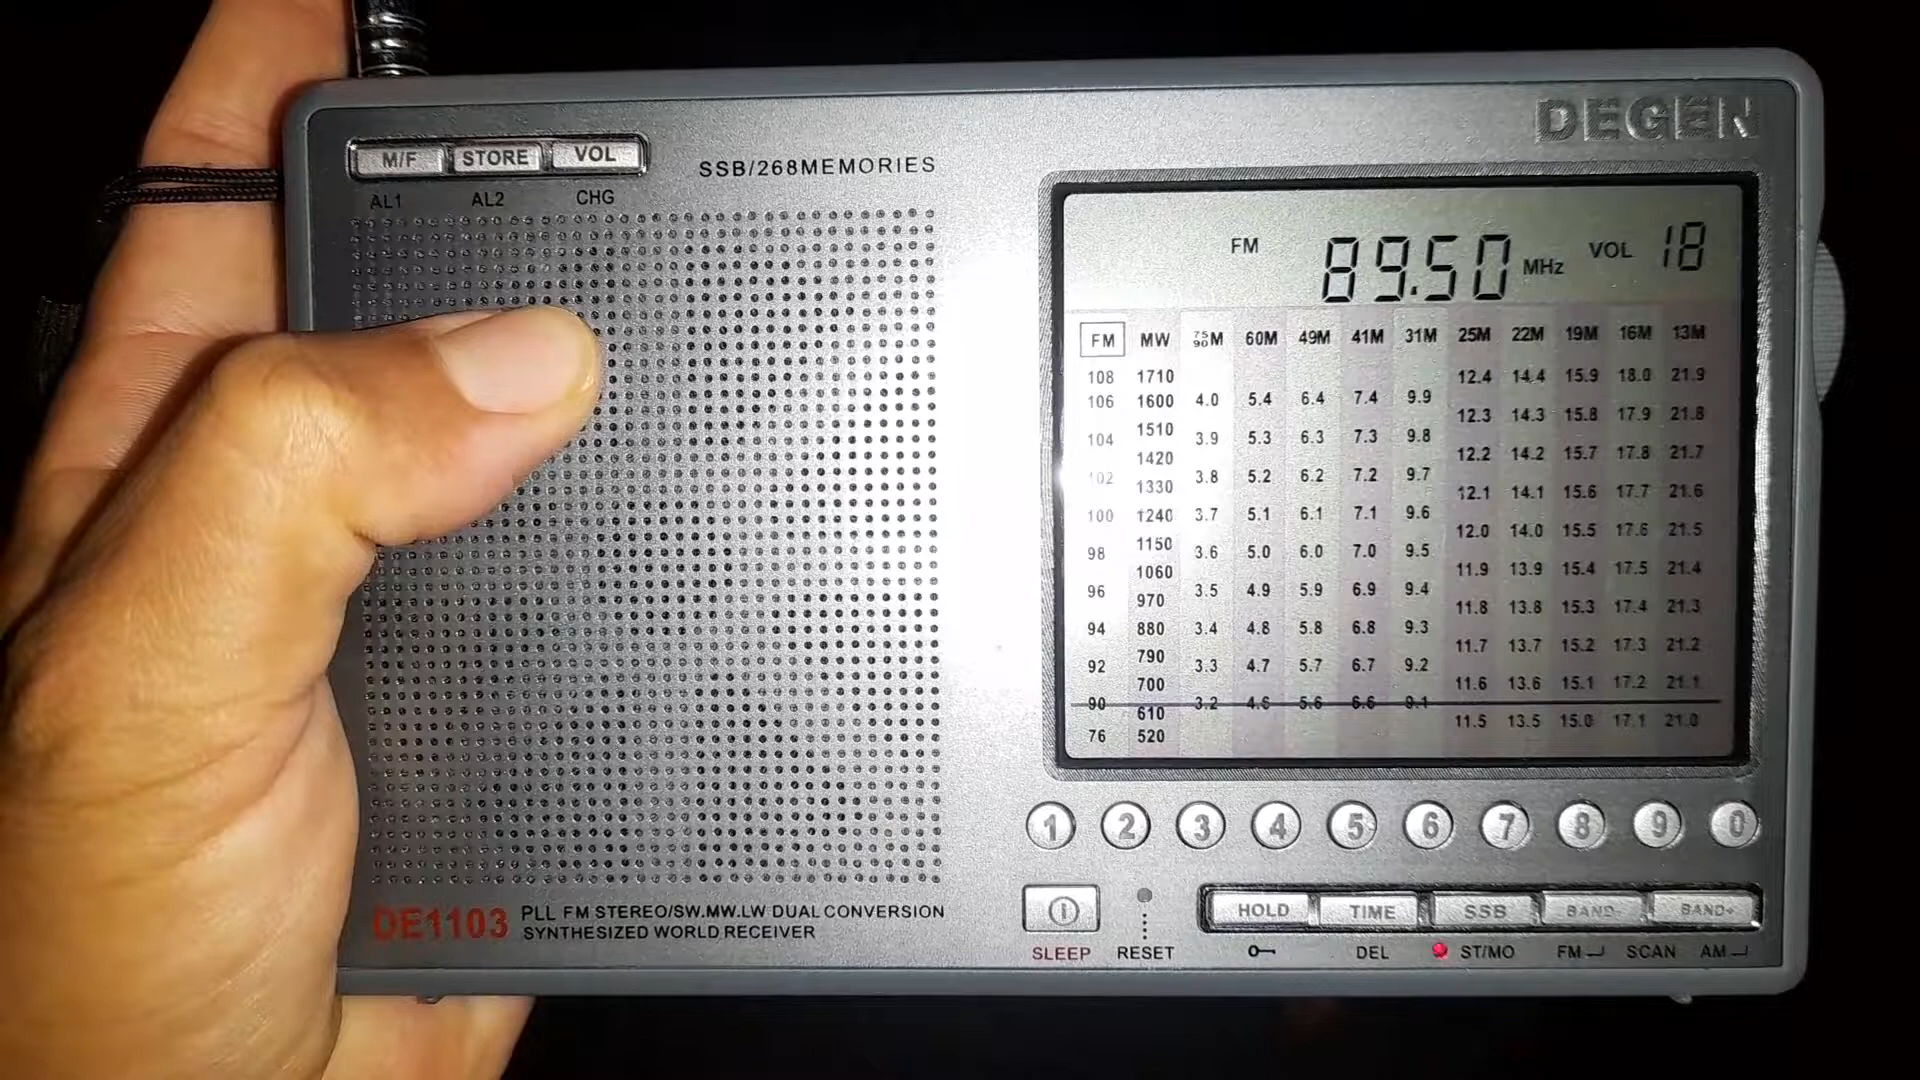 DEGEN
M/F STORE VOL
SSB/268MEMORIES
AL1 AL2 CHG
FM 89.50 MHz VOL 18
FM MW 75 90 M 60M 49M 41M 31M 25M 22M 19M 16M 13M
108 1710 12.4 14.4 15.9 18.0 21.9
106 1600 4.0 5.4 6.4 7.4 9.9
12.3 14.3 15.8 17.9 21.8
104 1510 3.9 5.3 6.3 7.3 9.8
1420 12.2 14.2 15.7 17.8 21.7
102 1330 3.8 5.2 6.2 7.2 9.7
12.1 14.1 15.6 17.7 21.6
100 1240 3.7 5.1 6.1 7.1 9.6
12.0 14.0 15.5 17.6 21.5
98 1150 3.6 5.0 6.0 7.0 9.5
1060 11.9 13.9 15.4 17.5 21.4
96 970 3.5 4.9 5.9 6.9 9.4
11.8 13.8 15.3 17.4 21.3
94 880 3.4 4.8 5.8 6.8 9.3
790 11.7 13.7 15.2 17.3 21.2
92 3.3 4.7 5.7 6.7 9.2
700 11.6 13.6 15.1 17.2 21.1
90 3.2 4.6 5.6 6.6 9.1
610 11.5 13.5 15.0 17.1 21.0
76 520
1 2 3 4 5 6 7 8 9 0
HOLD TIME SSB BAND- BAND+
DE1103 PLL FM STEREO/SW.MW.LW DUAL CONVERSION
SYNTHESIZED WORLD RECEIVER
SLEEP RESET DEL ST/MO FM SCAN AM